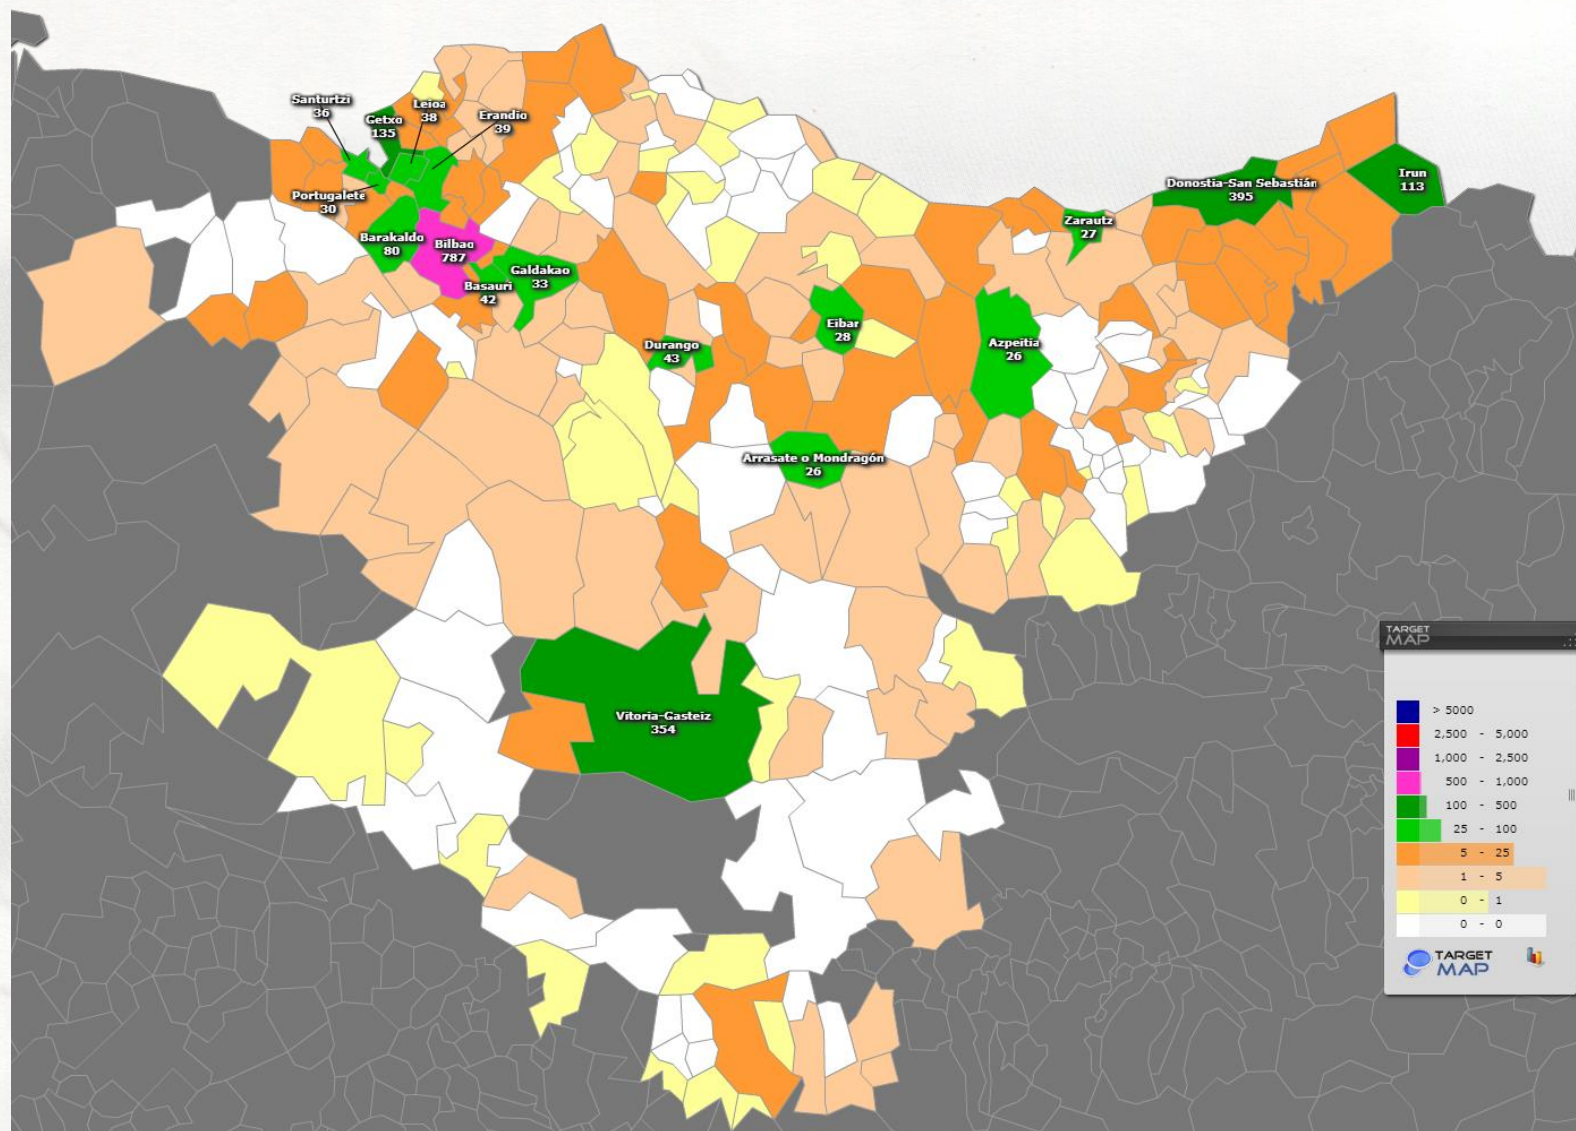 Santurtzi
36
Getxo
135
Leioa
38
Erandio
39
Portugalete
30
Barakaldo
80
Bilbao
787
Basauri
42
Galdakao
33
Durango
43
Eibar
28
Azpeitia
26
Zarautz
27
Donostia-San Sebastián
395
Irun
113
Arrasate o Mondragón
26
Vitoria-Gasteiz
354
TARGET
MAP
> 5000
2,500 - 5,000
1,000 - 2,500
500 - 1,000
100 - 500
25 - 100
5 - 25
1 - 5
0 - 1
0 - 0
TARGET
MAP